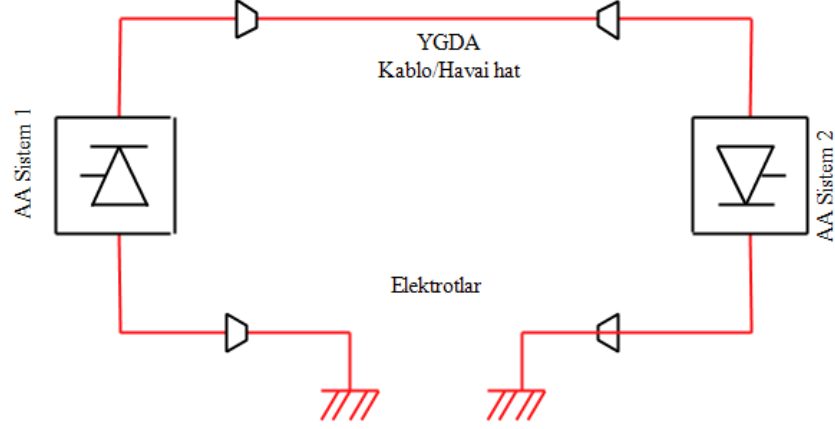 YGDA
Kablo/Havai hat
AA Sistem 1
AA Sistem 2
Elektrotlar